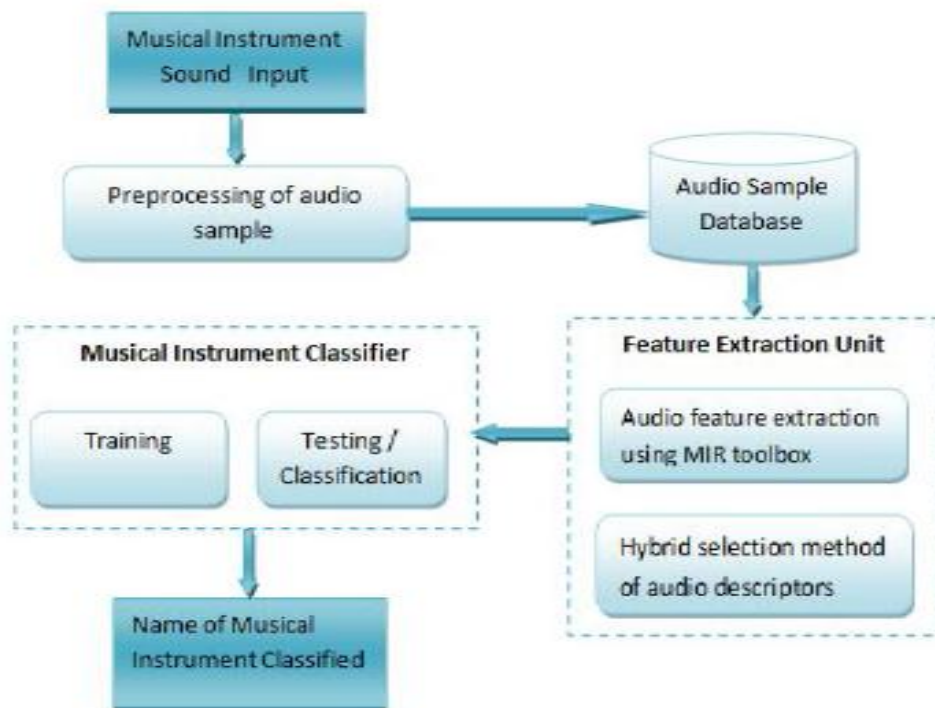 Musical Instrument
Sound Input
Preprocessing of audio
sample
Audio Sample
Database
Musical Instrument Classifier
Training
Testing /
Classification
Feature Extraction Unit
Audio feature extraction
using MIR toolbox
Hybrid selection method
of audio descriptors
Name of Musical
Instrument Classified